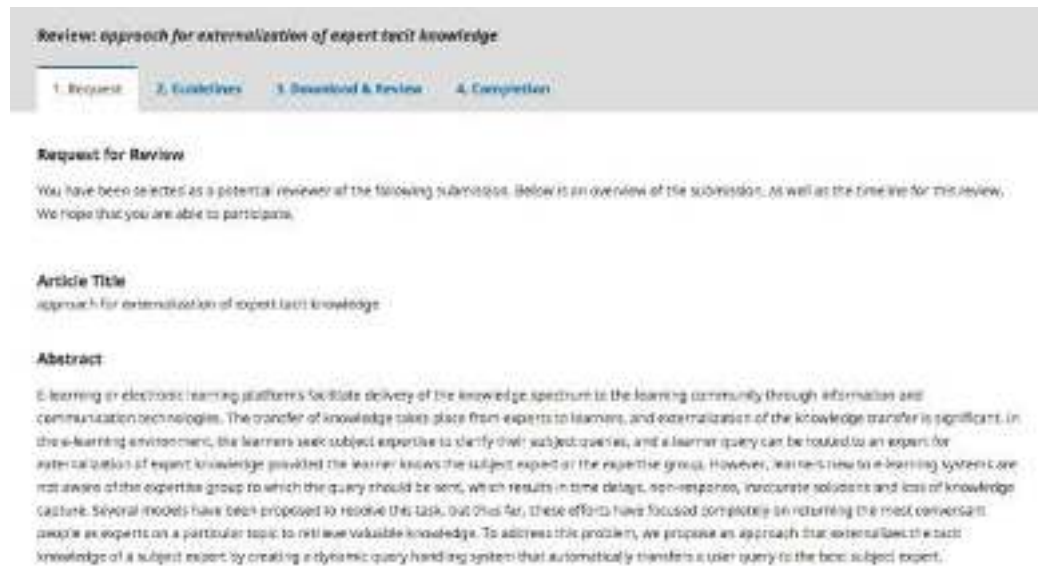 Review: approach for externalization of expert tacit knowledge
1. Request 2. Guidelines 3. Download & Review 4. Completion
Request for Review
You have been selected as a potential reviewer of the following submission. Below is an overview of the submission, as well as the timeline for this review.
We hope that you are able to participate.
Article Title
approach for externalization of expert tacit knowledge
Abstract
E-learning or electronic learning platforms facilitate delivery of the knowledge spectrum to the learning community through information and
communication technologies. The transfer of knowledge takes place from experts to learners, and externalization of the knowledge transfer is significant. In
the e-learning environment, the learners seek subject expertise to clarify their subject queries, and a learner query can be routed to an expert for
externalization of expert knowledge provided the learner knows the subject expert or the expertise group. However, learners new to e-learning systems are
not aware of the expertise group to which the query should be sent, which results in time delays, non-response, inaccurate solutions and loss of knowledge
capture. Several models have been proposed to resolve this task, but thus far, these efforts have focused completely on returning the most conversant
people as experts on a particular topic to retrieve valuable knowledge. To address this problem, we propose an approach that externalizes the tacit
knowledge of a subject expert by creating a dynamic query handling system that automatically transfers a user query to the best subject expert.